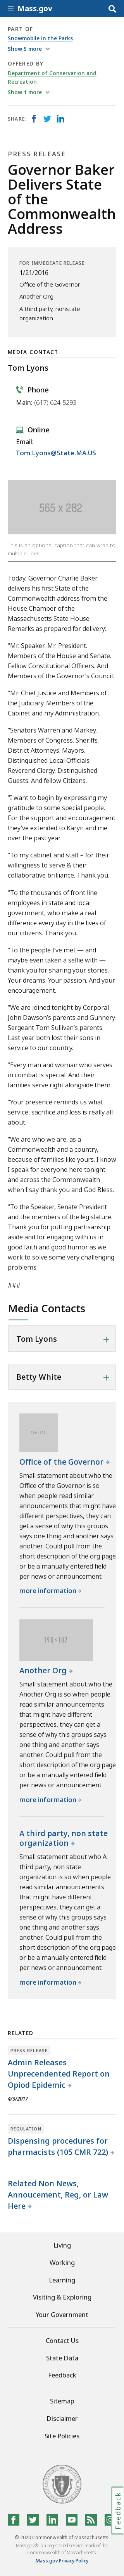 Mass.gov
PART OF
Snowmobile in the Parks
Show 5 more
OFFERED BY
Department of Conservation and
Recreation
Show 1 more
SHARE:
PRESS RELEASE
Governor Baker
Delivers State
of the
Commonwealth
Address
FOR IMMEDIATE RELEASE:
1/21/2016
Office of the Governor
Another Org
A third party, nonstate
organization
MEDIA CONTACT
Tom Lyons
Phone
Main: (617) 624-5293
Online
Email:
Tom.Lyons@State.MA.US
565 x 282
This is an optional caption that can wrap to
multiple lines.
Today, Governor Charlie Baker
delivers his first State of the
Commonwealth address from the
House Chamber of the
Massachusetts State House.
Remarks as prepared for delivery:
"Mr. Speaker. Mr. President.
Members of the House and Senate.
Fellow Constitutional Officers. And
Members of the Governor's Council.
"Mr. Chief Justice and Members of
the Judiciary. Members of the
Cabinet and my Administration.
"Senators Warren and Markey.
Members of Congress. Sheriffs.
District Attorneys. Mayors.
Distinguished Local Officials.
Reverend Clergy. Distinguished
Guests. And fellow Citizens.
"I want to begin by expressing my
thanks to all of you for your
support and encouragement. For
the support and encouragement
they've extended to Karyn and me
over the past year.
"To my cabinet and staff – for their
dedication to serve and their
collaborative brilliance. Thank you.
"To the thousands of front line
employees in state and local
government, who make a real
difference every day in the lives of
our citizens. Thank you.
"To the people I've met — and
maybe even taken a selfie with —
thank you for sharing your stories.
Your dreams. Your passion. And your
encouragement.
"We are joined tonight by Corporal
John Dawson's parents and Gunnery
Sergeant Tom Sullivan's parents.
Last year both lost their sons in
service to our country.
"Every man and woman who serves
in combat is special. And their
families serve right alongside them.
"Your presence reminds us what
service, sacrifice and loss is really all
about.
"We are who we are, as a
Commonwealth and a country,
because of families like yours. I know
I speak for everyone tonight and
across all the Commonwealth
when I say thank you and God Bless.
"To the Speaker, Senate President
and the members of the legislature.
Thank you for putting partisanship
aside and for engaging with us in
good faith and good humor as we
work to solve some very challenging
problems.
###
Media Contacts
Tom Lyons
Betty White
Office of the Governor
Short statement about who the
Office of the Governor is so
when people read similar
announcements that might have
different perspectives, they can
get a sense of why this groups
says one thing and another says
another. Could pull from the
short description of the org page
or be a manually entered field
per news or announcement.
more information
Another Org
Short statement about who the
Another Org is so when people
read similar announcements
that might have different
perspectives, they can get a
sense of why this groups says
one thing and another says
another. Could pull from the
short description of the org page
or be a manually entered field
per news or announcement.
more information
A third party, non state
organization
Short statement about who A
third party, non state
organization is so when people
read similar announcements
that might have different
perspectives, they can get a
sense of why this groups says
one thing and another says
another. Could pull from the
short description of the org page
or be a manually entered field
per news or announcement.
more information
RELATED
PRESS RELEASE
Admin Releases
Unprecendented Report on
Opiod Epidemic
4/3/2017
REGULATION
Dispensing procedures for
pharmacists (105 CMR 722)
Related Non News,
Annoucement, Reg, or Law
Here
Living
Working
Learning
Visiting & Exploring
Your Government
Contact Us
State Data
Feedback
Sitemap
Disclaimer
Site Policies
Feedback
© 2020 Commonwealth of Massachusetts.
Mass.gov® is a registered service mark of the
Commonwealth of Massachusetts.
Mass.gov Privacy Policy